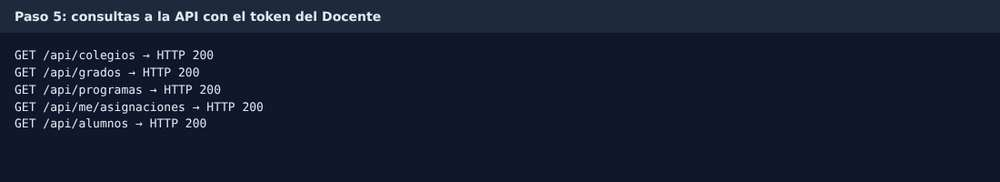 Paso 5: consultas a la API con el token del Docente
GET /api/colegios → HTTP 200
GET /api/grados → HTTP 200
GET /api/programas → HTTP 200
GET /api/me/asignaciones → HTTP 200
GET /api/alumnos → HTTP 200